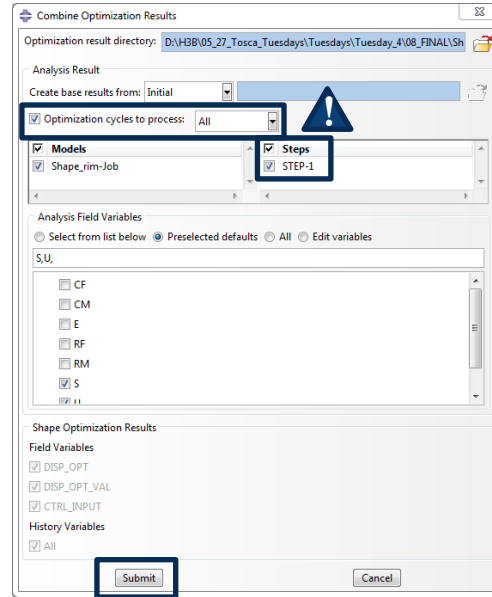 Combine Optimization Results
Optimization result directory: D:\H3B\05_27_Tosca_Tuesdays\Tuesdays\Tuesday_4\08_FINAL\Sh
Analysis Result
Create base results from: Initial
Optimization cycles to process: All
Models
Steps
Shape_rim-Job
STEP-1
Analysis Field Variables
Select from list below Preselected defaults All Edit variables
S,U,
CF
CM
E
RF
RM
S
U
Shape Optimization Results
Field Variables
DISP_OPT
DISP_OPT_VAL
CTRL_INPUT
History Variables
All
Submit Cancel